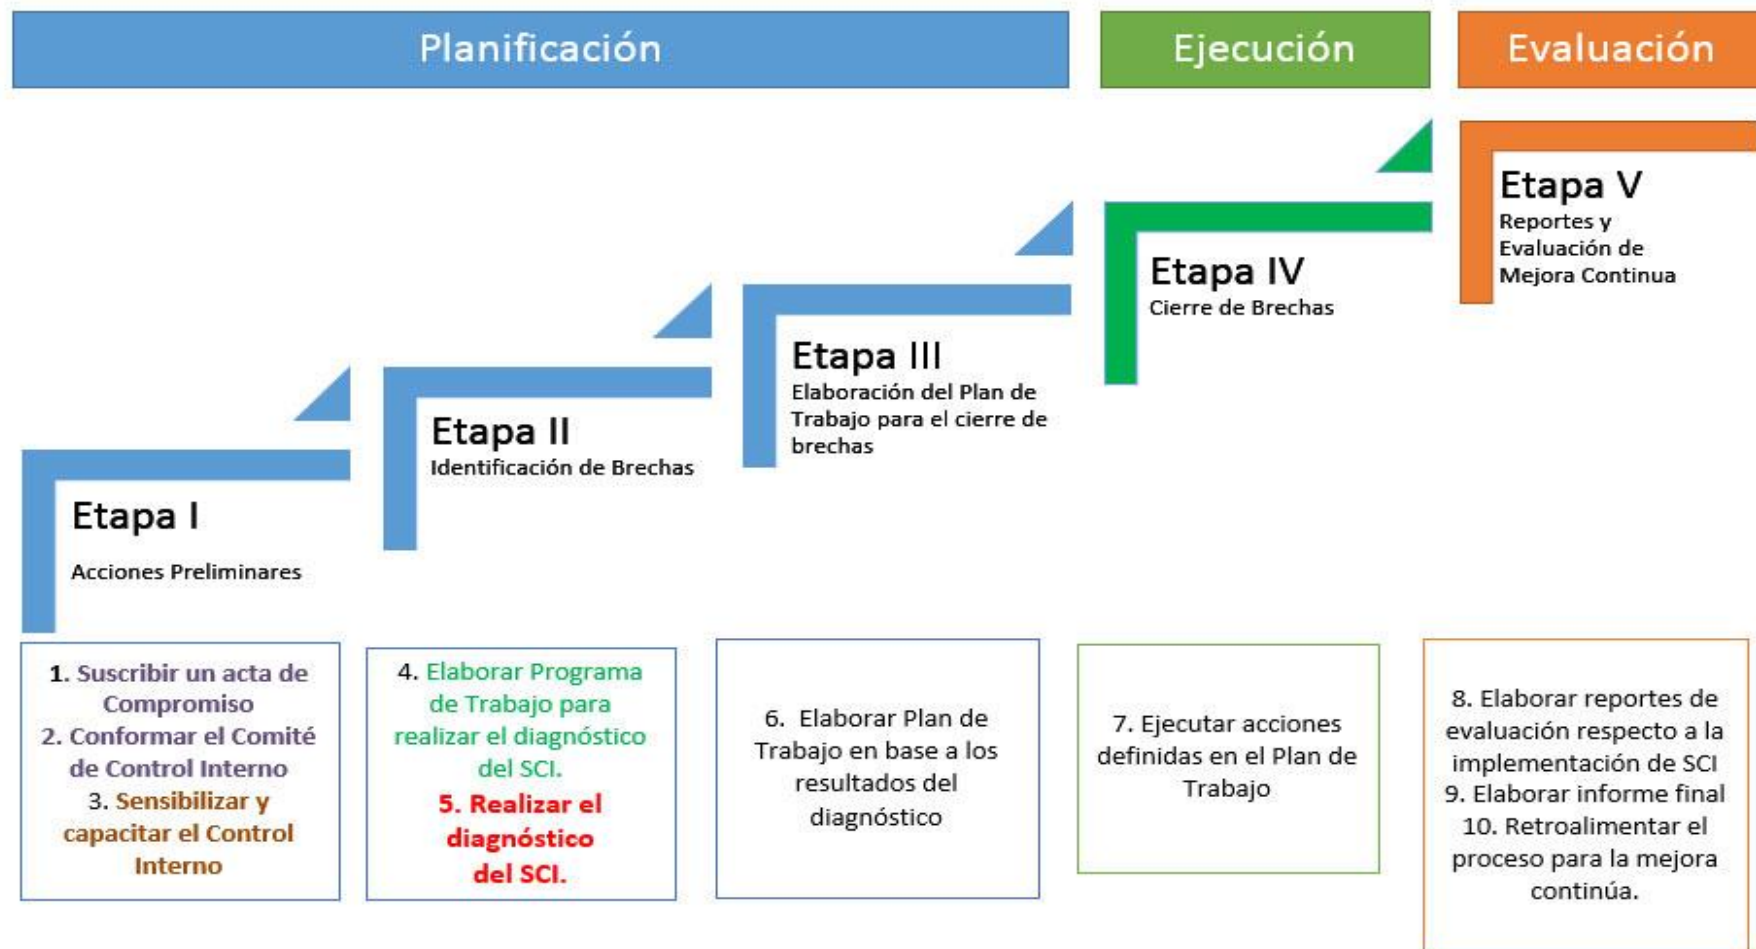 Planificación
Ejecución
Evaluación
Etapa I
Acciones Preliminares
Etapa II
Identificación de Brechas
Etapa III
Elaboración del Plan de
Trabajo para el cierre de
brechas
Etapa IV
Cierre de Brechas
Etapa V
Reportes y
Evaluación de
Mejora Continua
1. Suscribir un acta de
Compromiso
2. Conformar el Comité
de Control Interno
3. Sensibilizar y
capacitar el Control
Interno
4. Elaborar Programa
de Trabajo para
realizar el diagnóstico
del SCI.
5. Realizar el
diagnóstico
del SCI.
6. Elaborar Plan de
Trabajo en base a los
resultados del
diagnóstico
7. Ejecutar acciones
definidas en el Plan de
Trabajo
8. Elaborar reportes de
evaluación respecto a la
implementación de SCI
9. Elaborar informe final
10. Retroalimentar el
proceso para la mejora
continúa.